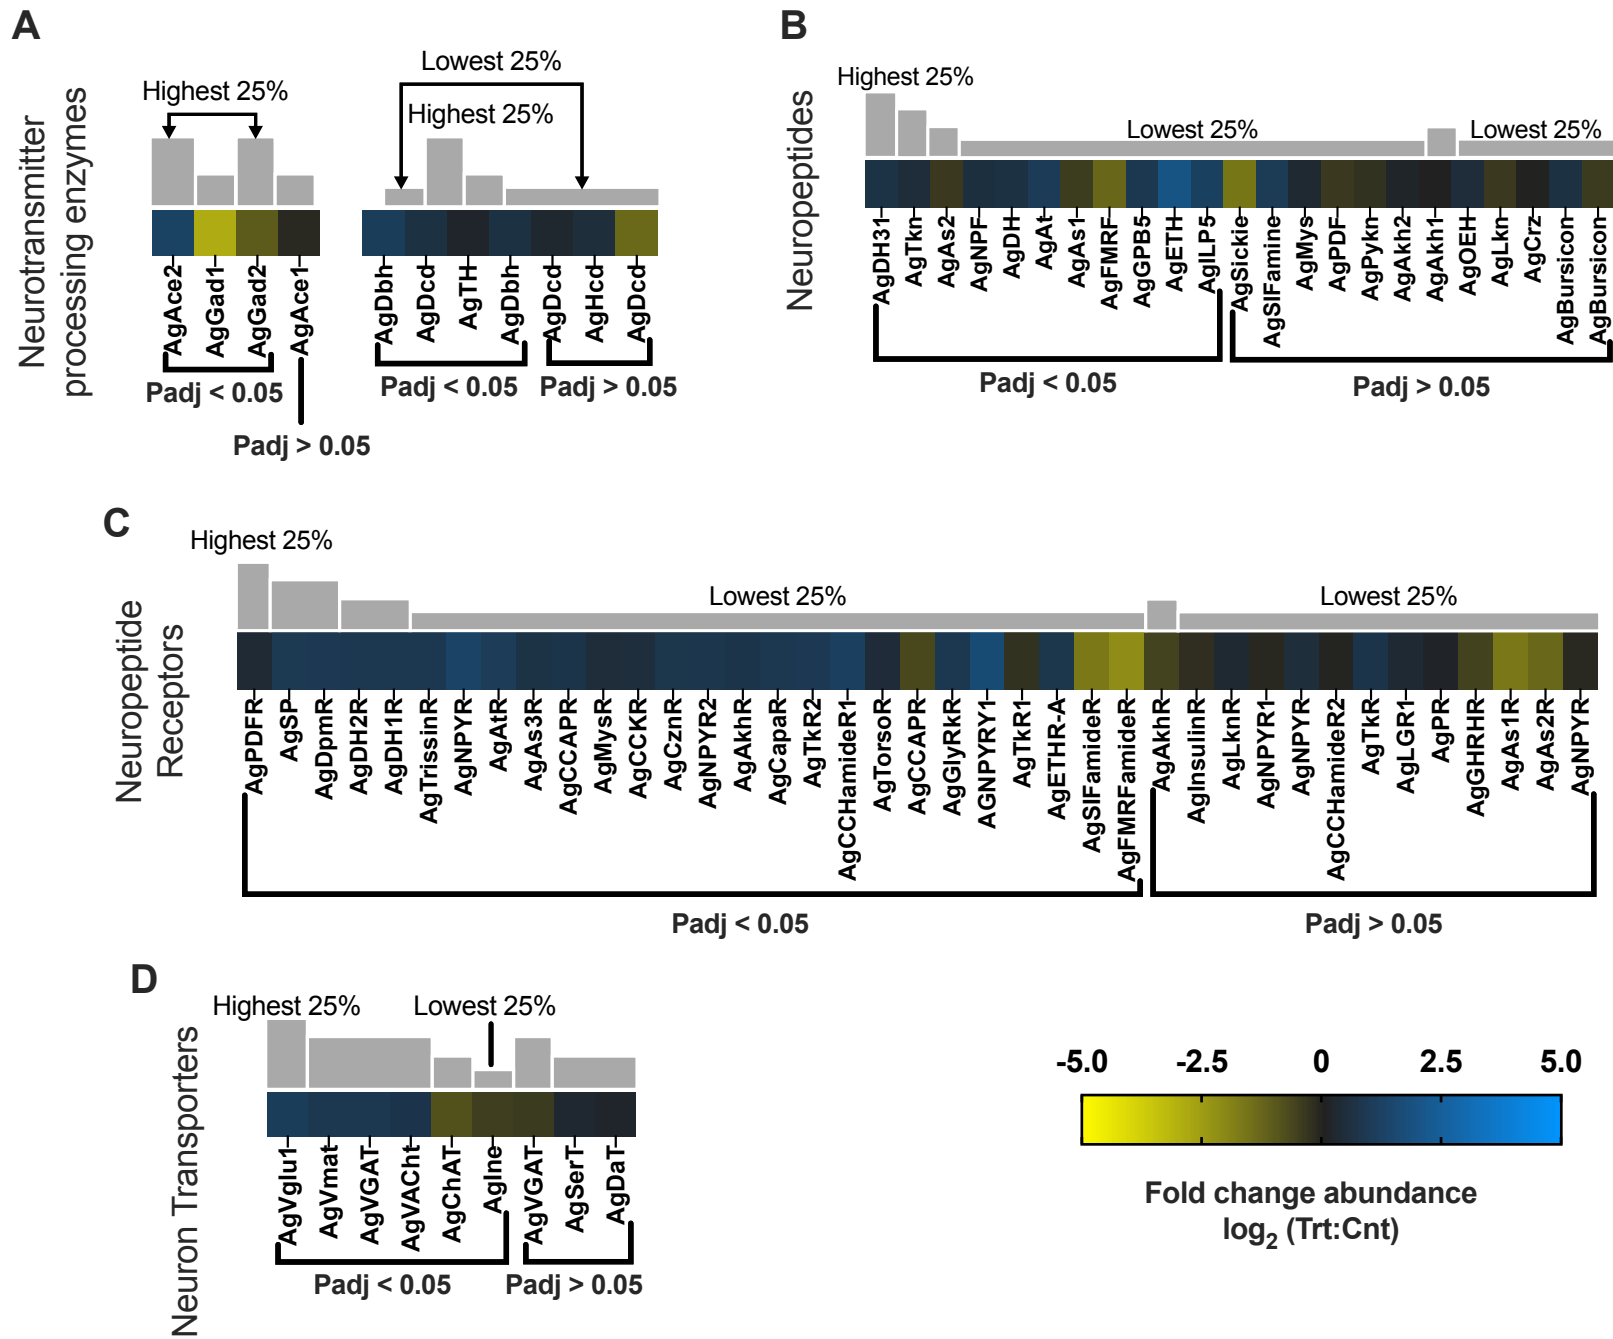 A
Neurotransmitter
processing enzymes
Highest 25%
Lowest 25%
Highest 25%
AgAce2
AgGad1
AgGad2
AgAce1
AgDbh
AgDcd
AgTH
AgDbh
AgDcd
AgHcd
AgDcd
Padj < 0.05
Padj > 0.05
Padj < 0.05
Padj > 0.05
B
Neuropeptides
Highest 25%
Lowest 25%
Lowest 25%
AgDH31
AgTkn
AgAs2
AgNPF
AgDH
AgAt
AgAs1
AgFMRF
AgGPB5
AgETH
AgILP5
AgSickie
AgSIFamine
AgMys
AgPDF
AgPykn
AgAkh2
AgAkh1
AgOEH
AgLkn
AgCrz
AgBursicon
AgBursicon
Padj < 0.05
Padj > 0.05
C
Neuropeptide
Receptors
Highest 25%
Lowest 25%
Lowest 25%
AgPDFR
AgSP
AgDpmR
AgDH2R
AgDH1R
AgTrissinR
AgNPYR
AgAtR
AgAs3R
AgCCAPR
AgMysR
AgCCKR
AgCznR
AgNPYR2
AgAkhR
AgCapaR
AgTkR2
AgCCHamideR1
AgTorsoR
AgCCAPR
AgGlyRkR
AGNPYRY1
AgTkR1
AgETHR-A
AgSIFamideR
AgFMRFamideR
AgAkhR
AgInsulinR
AgLknR
AgNPYR1
AgNPYR
AgCCHamideR2
AgTkR
AgLGR1
AgPR
AgGHRHR
AgAs1R
AgAs2R
AgNPYR
Padj < 0.05
Padj > 0.05
D
Neuron Transporters
Highest 25%
Lowest 25%
AgVglu1
AgVmat
AgVGAT
AgVACht
AgChAT
AgIne
AgVGAT
AgSerT
AgDaT
Padj < 0.05
Padj > 0.05
-5.0 -2.5 0 2.5 5.0
Fold change abundance
log2 (Trt:Cnt)